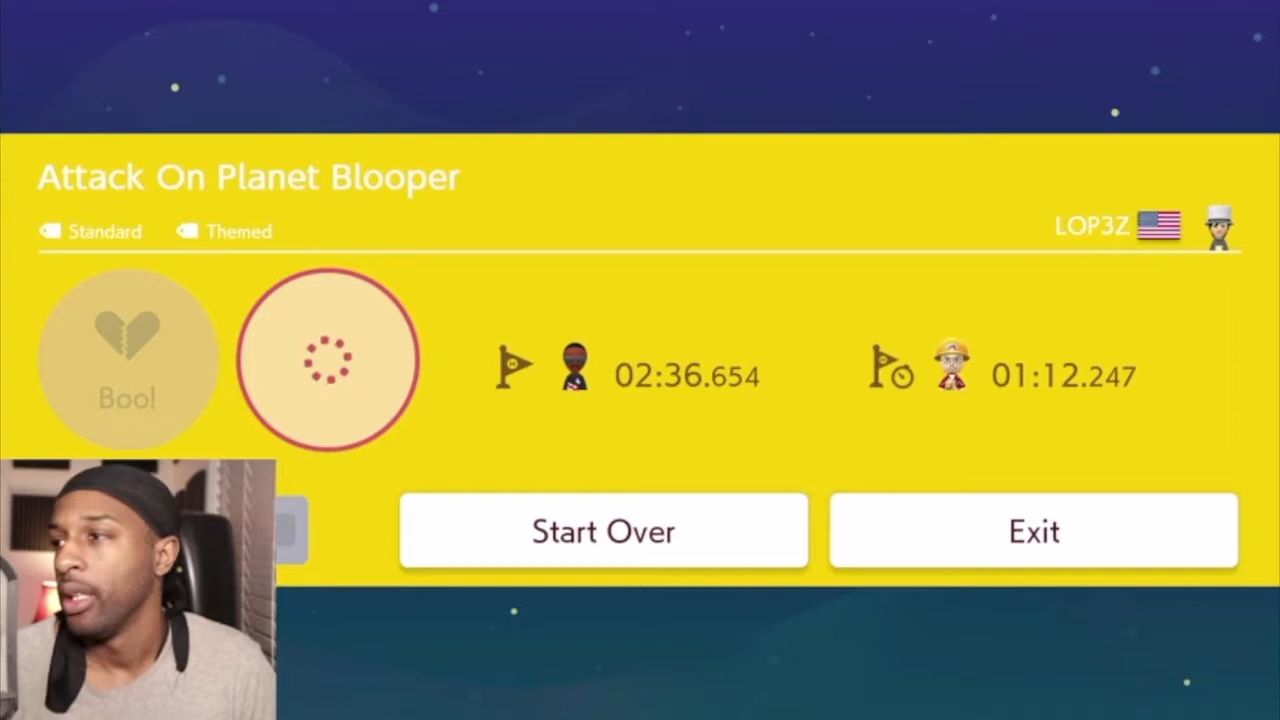 Attack On Planet Blooper
Standard Themed
LOP3Z
Boo!
02:36.654
01:12.247
Start Over
Exit